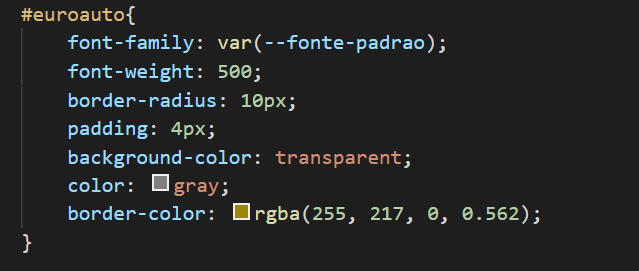 #euroauto{
font-family: var(--fonte-padrao);
font-weight: 500;
border-radius: 10px;
padding: 4px;
background-color: transparent;
color: gray;
border-color: rgba(255, 217, 0, 0.562);
}